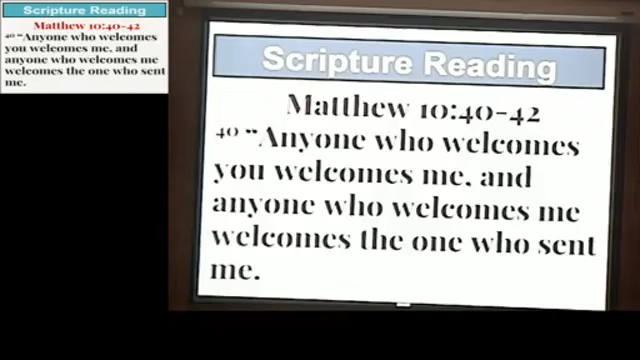 Scripture Reading
Matthew 10:40-42
40 "Anyone who welcomes
you welcomes me, and
anyone who welcomes me
welcomes the one who sent
me.
Scripture Reading
Matthew 10:40-42
40 "Anyone who welcomes
you welcomes me, and
anyone who welcomes me
welcomes the one who sent
me.